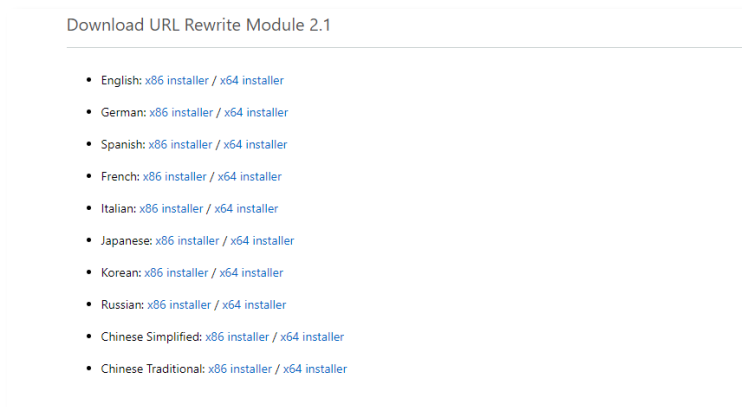 Download URL Rewrite Module 2.1
English: x86 installer / x64 installer
German: x86 installer / x64 installer
Spanish: x86 installer / x64 installer
French: x86 installer / x64 installer
Italian: x86 installer / x64 installer
Japanese: x86 installer / x64 installer
Korean: x86 installer / x64 installer
Russian: x86 installer / x64 installer
Chinese Simplified: x86 installer / x64 installer
Chinese Traditional: x86 installer / x64 installer